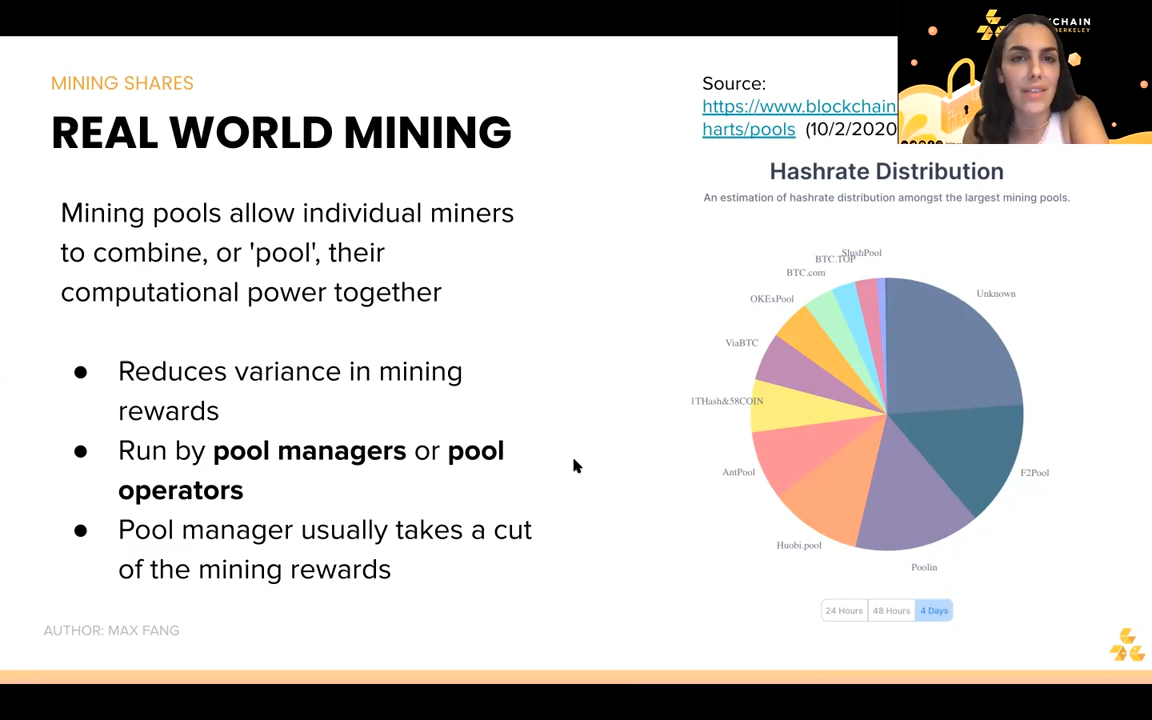 MINING SHARES
REAL WORLD MINING
Mining pools allow individual miners
to combine, or 'pool', their
computational power together
● Reduces variance in mining
rewards
● Run by pool managers or pool
operators
● Pool manager usually takes a cut
of the mining rewards
AUTHOR: MAX FANG
Source:
https://www.blockchain
harts/pools (10/2/2020
Hashrate Distribution
An estimation of hashrate distribution amongst the largest mining pools.
SlushPool
BTC.TOP
BTC.com
OKExPool
ViaBTC
1THash&58COIN
AntPool
Huobi.pool
Poolin
F2Pool
Unknown
24 Hours
48 Hours
4 Days